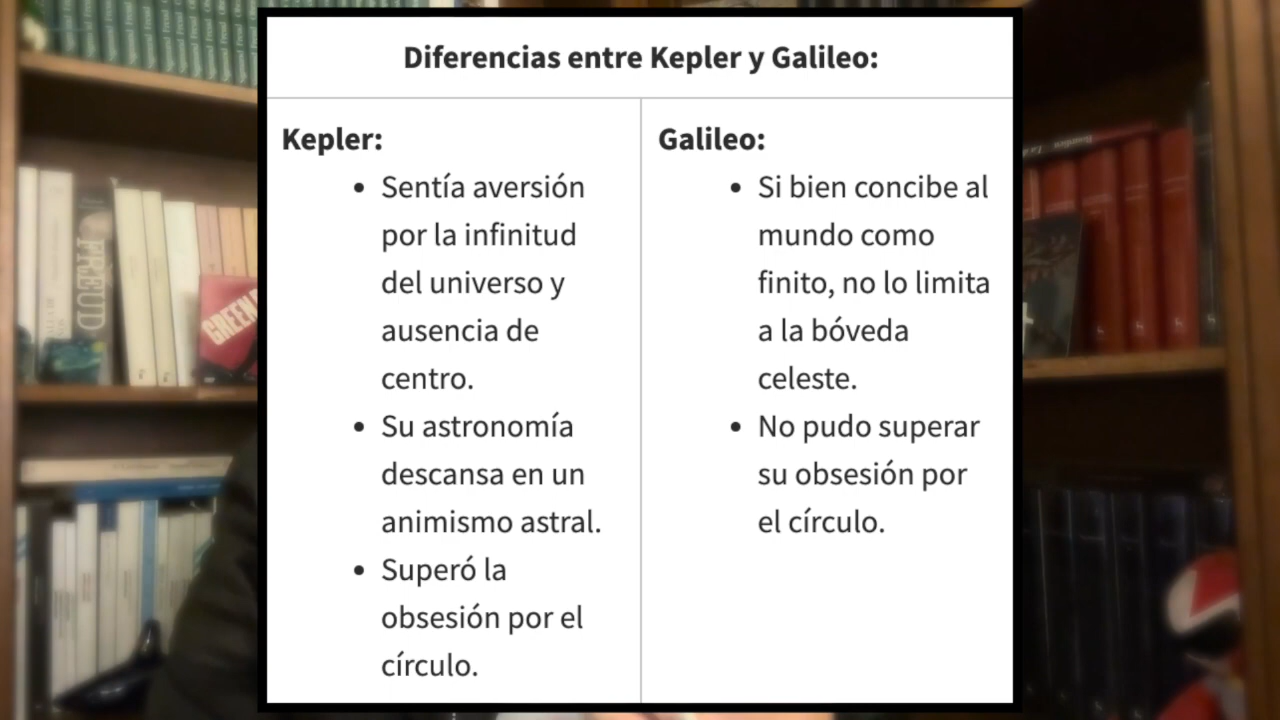 Diferencias entre Kepler y Galileo:
Kepler:
• Sentía aversión
por la infinitud
del universo y
ausencia de
centro.
• Su astronomía
descansa en un
animismo astral.
• Superó la
obsesión por el
círculo.
Galileo:
• Si bien concibe al
mundo como
finito, no lo limita
a la bóveda
celeste.
• No pudo superar
su obsesión por
el círculo.
FREUD
GREEN